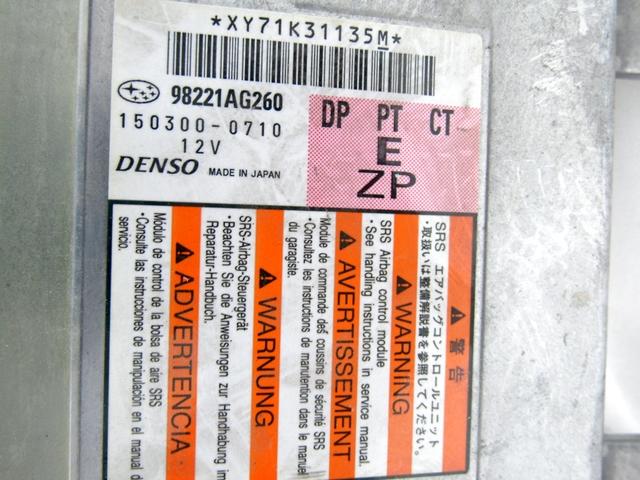 *XY71K31135M*
98221AG260
150300-0710
12V
DENSO MADE IN JAPAN
DP PT CT
E
ZP
警告
SRS エアバッグコントロールユニット
・取扱いは整備解説書を参照してください。
WARNING
SRS Airbag control module
・See handling instructions in service manual.
AVERTISSEMENT
Module de commande des coussins de sécurité SRS
・Consultez les instructions de manutention dans le manuel
du garagiste.
WARNUNG
SRS-Airbag-Steuergerät
・Beachten Sie die Anweisungen zur Handhabung im
Reparatur-Handbuch.
ADVERTENCIA
Módulo de control de la bolsa de aire SRS
・Consulte las instrucciones de manipulación en el manual d
servicio.